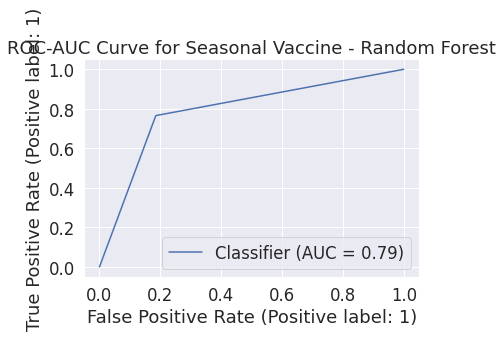 ROC-AUC Curve for Seasonal Vaccine - Random Forest
True Positive Rate (Positive label: 1)
1.0
0.8
0.6
0.4
0.2
0.0
Classifier (AUC = 0.79)
0.0 0.2 0.4 0.6 0.8 1.0
False Positive Rate (Positive label: 1)